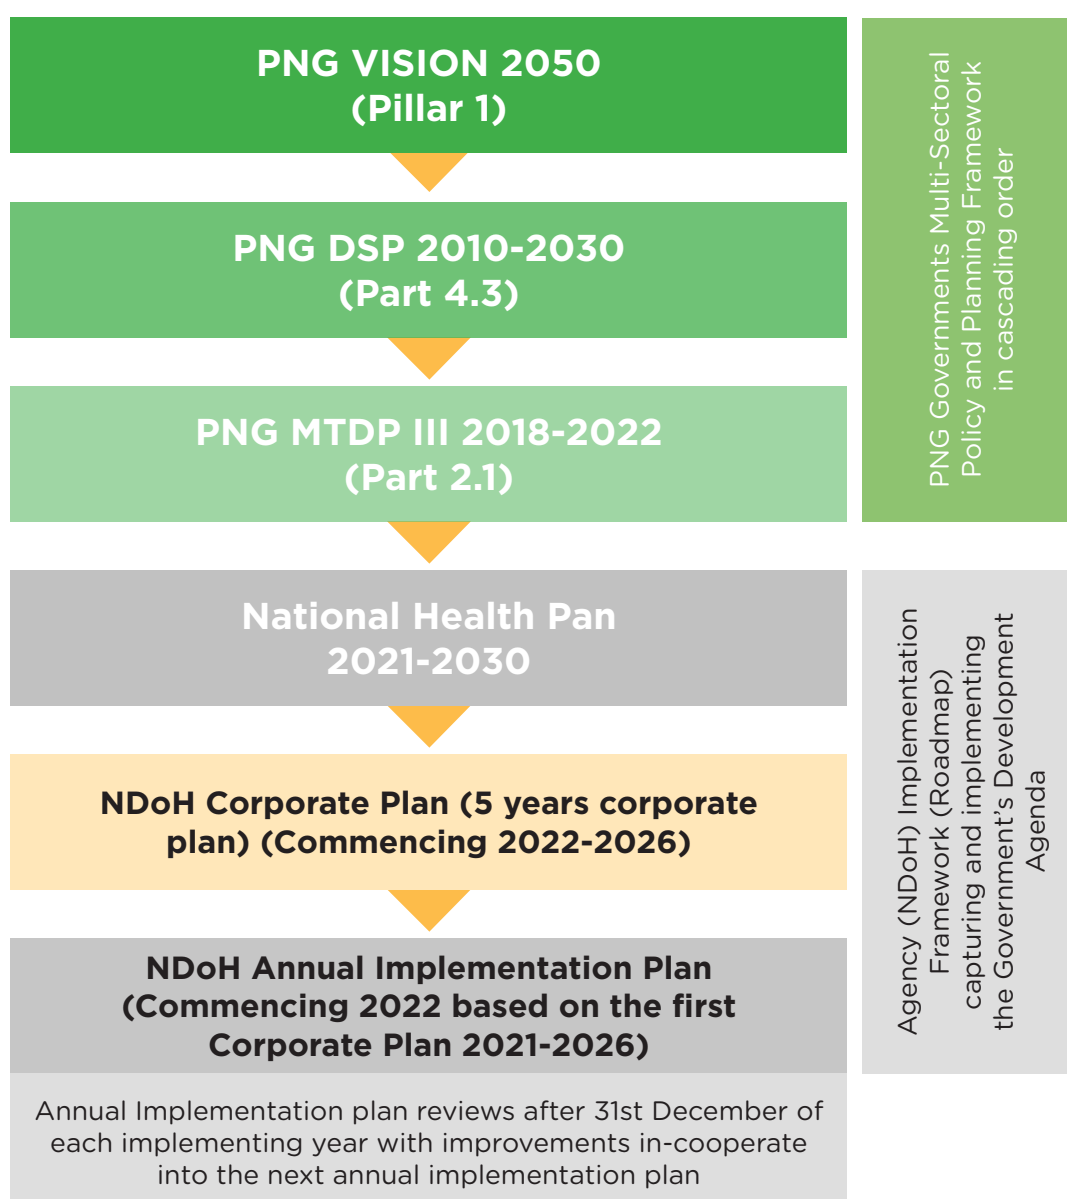 PNG VISION 2050
(Pillar 1)
PNG DSP 2010-2030
(Part 4.3)
PNG MTDP III 2018-2022
(Part 2.1)
PNG Governments Multi-Sectoral
Policy and Planning Framework
in cascading order
National Health Pan
2021-2030
NDoH Corporate Plan (5 years corporate
plan) (Commencing 2022-2026)
NDoH Annual Implementation Plan
(Commencing 2022 based on the first
Corporate Plan 2021-2026)
Annual Implementation plan reviews after 31st December of
each implementing year with improvements in-cooperate
into the next annual implementation plan
Agency (NDoH) Implementation
Framework (Roadmap)
capturing and implementing
the Government's Development
Agenda